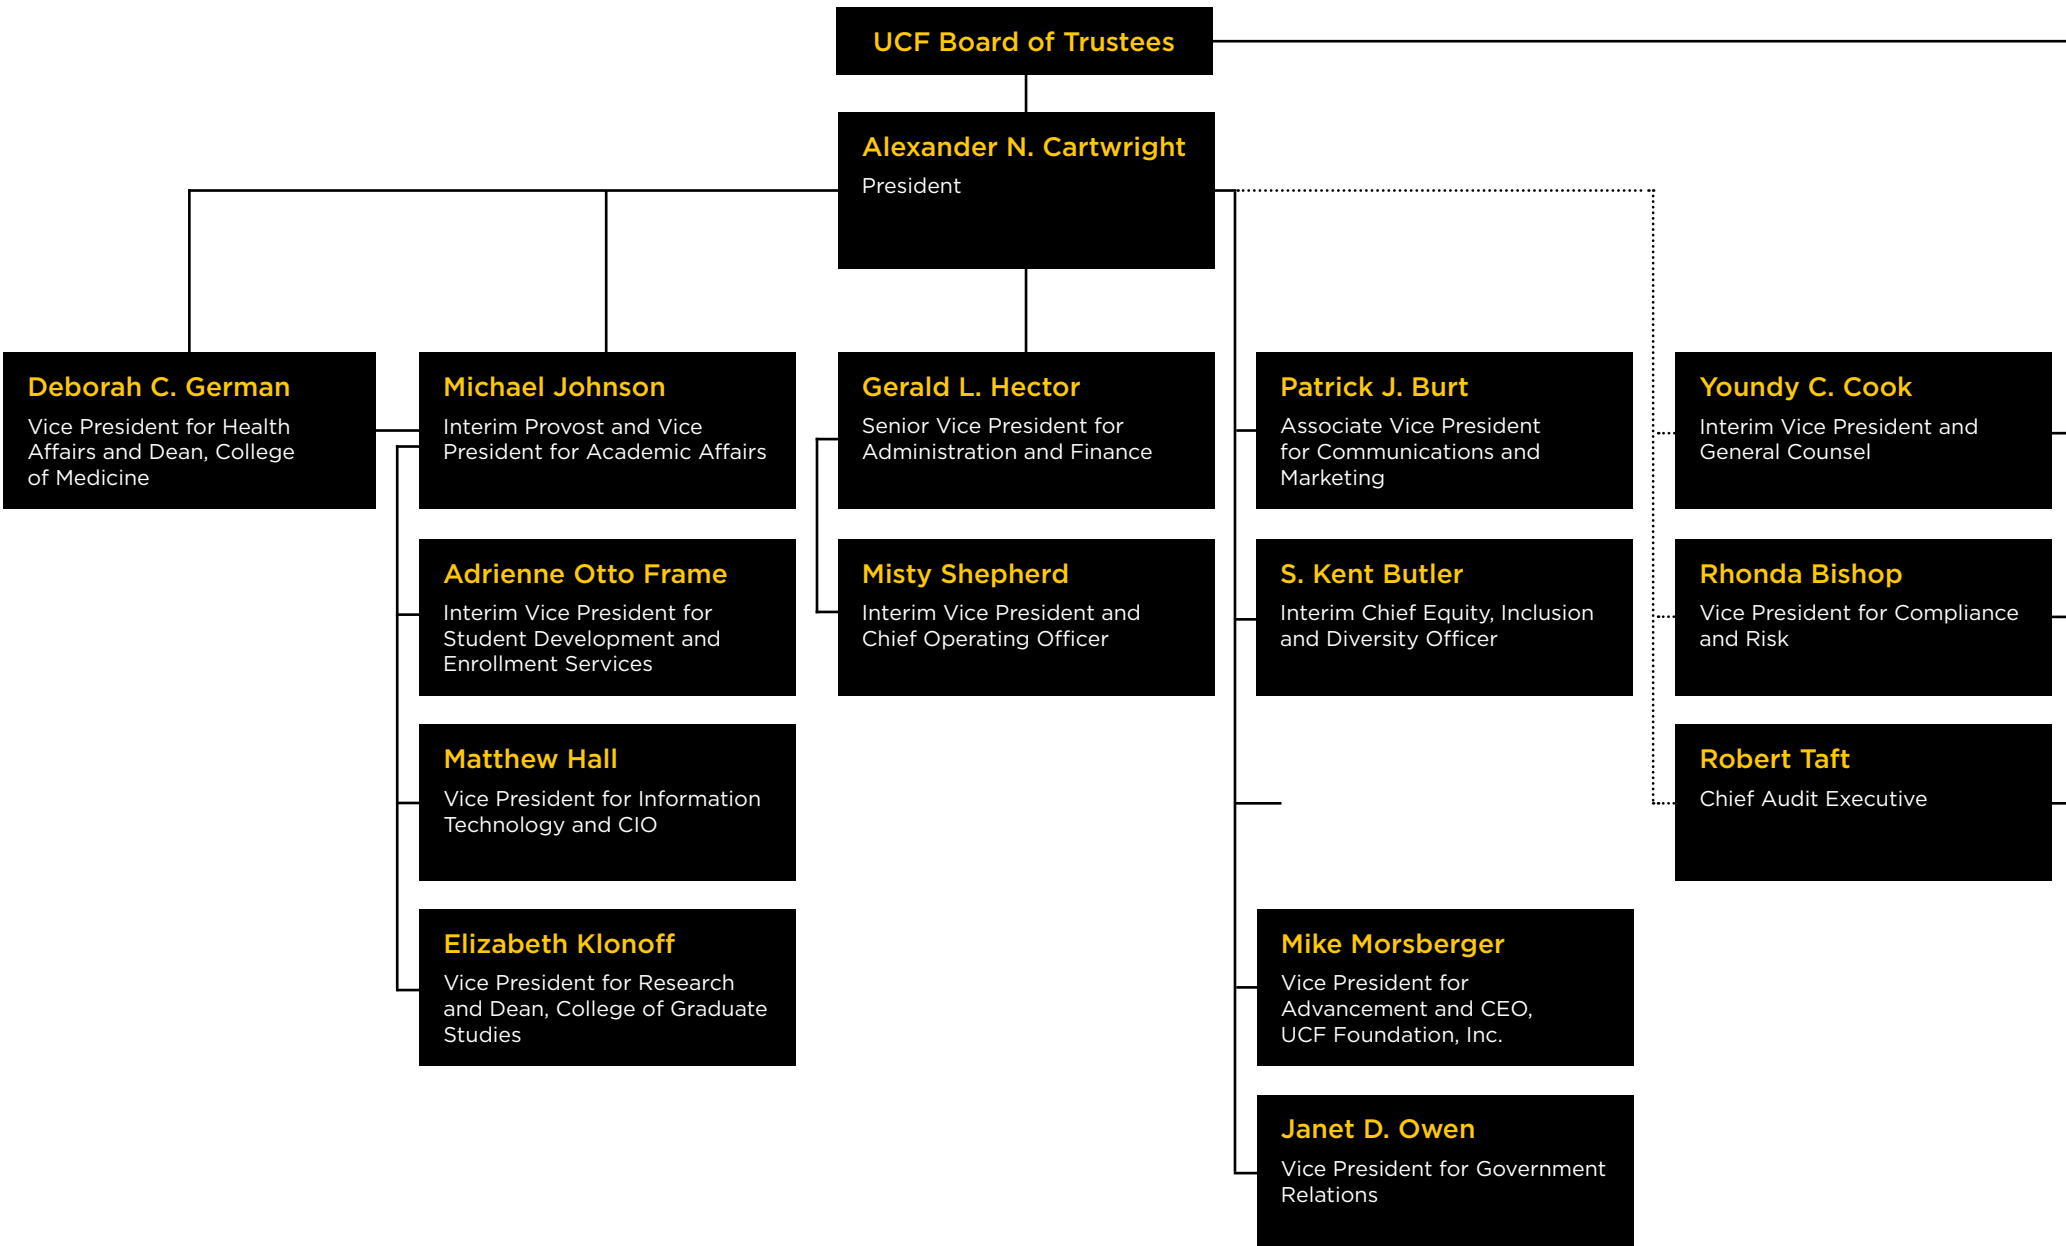 UCF Board of Trustees
Alexander N. Cartwright
President
Deborah C. German
Vice President for Health
Affairs and Dean, College
of Medicine
Michael Johnson
Interim Provost and Vice
President for Academic Affairs
Gerald L. Hector
Senior Vice President for
Administration and Finance
Patrick J. Burt
Associate Vice President
for Communications and
Marketing
Youndy C. Cook
Interim Vice President and
General Counsel
Adrienne Otto Frame
Interim Vice President for
Student Development and
Enrollment Services
Misty Shepherd
Interim Vice President and
Chief Operating Officer
S. Kent Butler
Interim Chief Equity, Inclusion
and Diversity Officer
Rhonda Bishop
Vice President for Compliance
and Risk
Matthew Hall
Vice President for Information
Technology and CIO
Robert Taft
Chief Audit Executive
Elizabeth Klonoff
Vice President for Research
and Dean, College of Graduate
Studies
Mike Morsberger
Vice President for
Advancement and CEO,
UCF Foundation, Inc.
Janet D. Owen
Vice President for Government
Relations